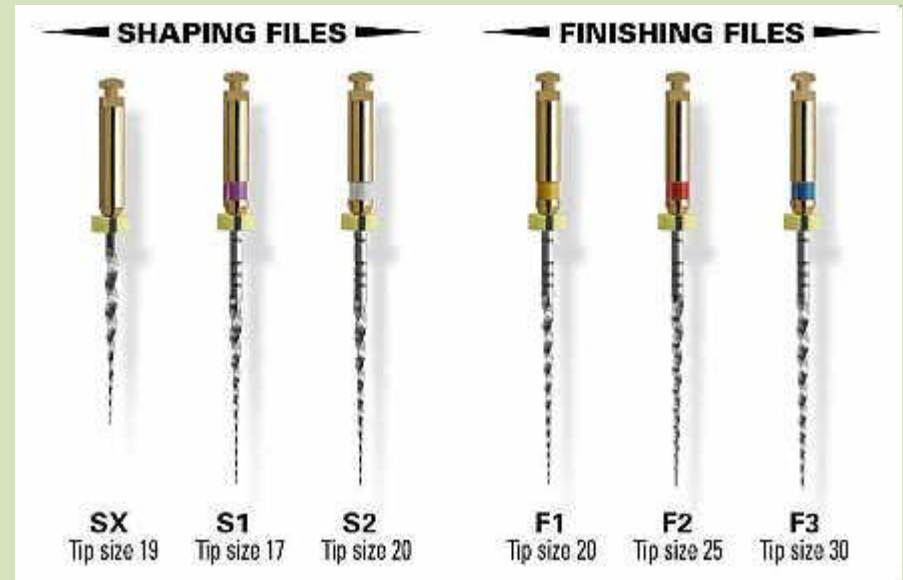 SHAPING FILES
FINISHING FILES
SX
Tip size 19
S1
Tip size 17
S2
Tip size 20
F1
Tip size 20
F2
Tip size 25
F3
Tip size 30